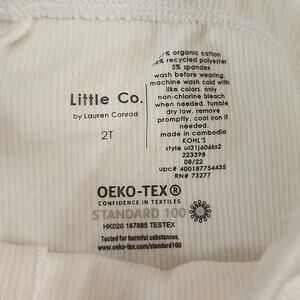 % organic cotton
% recycled polyester
5% spandex
wash before wearing.
machine wash cold with
like colors. only
non-chlorine bleach
when needed. tumble
dry low. remove
promptly. cool iron if
needed.
made in cambodia
KOHL'S
style ul31j606ks2
223398
08/22
upc# 400187754435
RN# 73277
Little Co.
by Lauren Conrad
2T
OEKO-TEX®
CONFIDENCE IN TEXTILES
STANDARD 100
HK020 187885 TESTEX
Tested for harmful substances.
www.oeko-tex.com/standard100